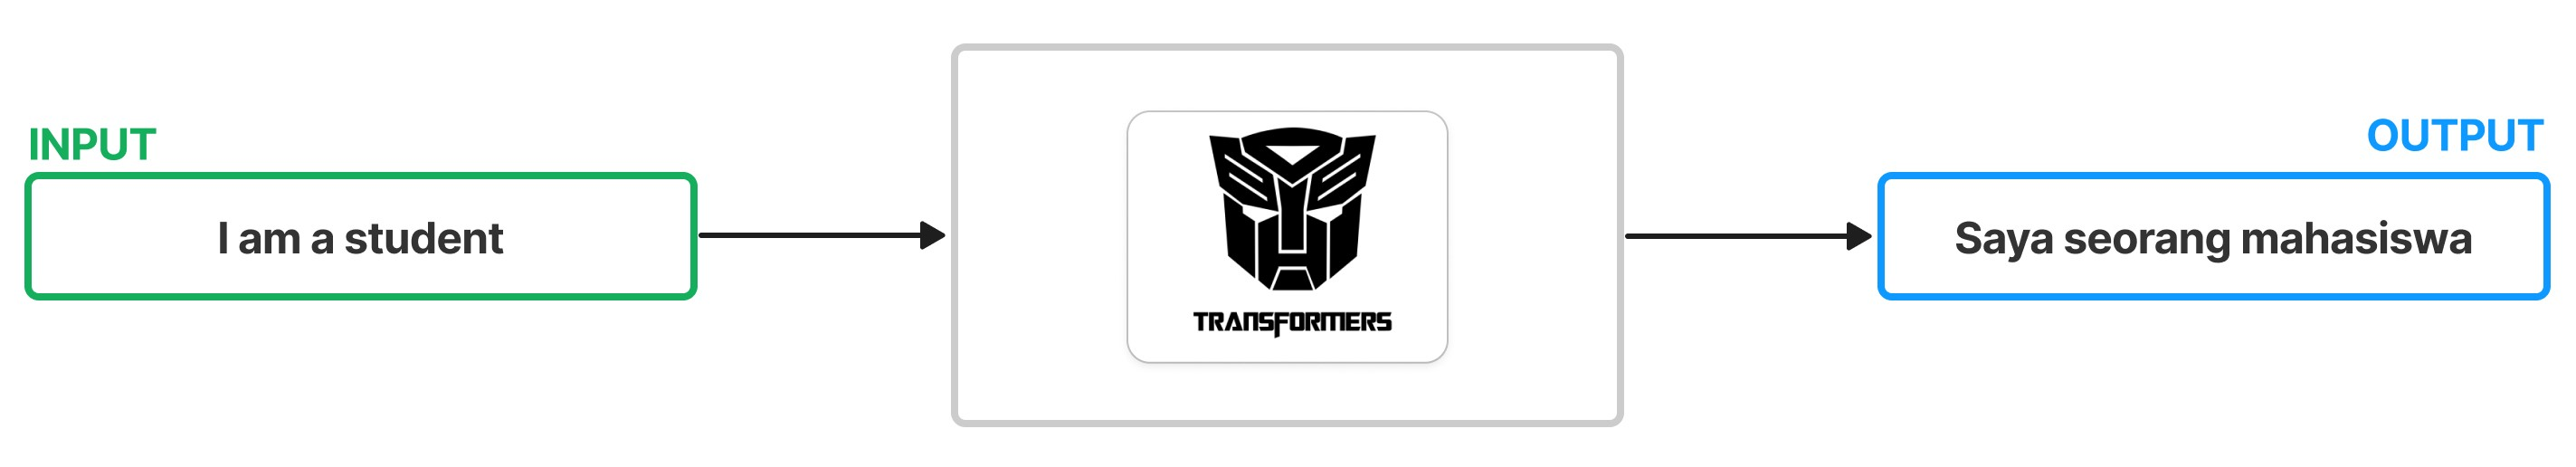 INPUT
I am a student
TRANSFORMERS
OUTPUT
Saya seorang mahasiswa